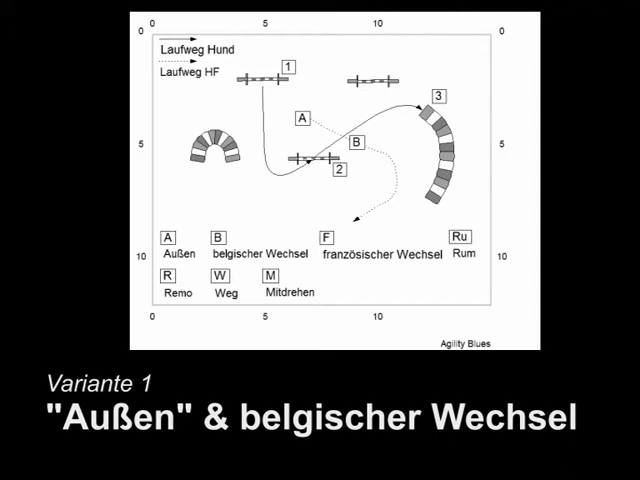 0 5 10
0 0
Laufweg Hund
Laufweg HF
1
3
A
B
5 5
2
A B F Ru
Außen belgischer Wechsel französischer Wechsel Rum
10 10
R W M
Remo Weg Mitdrehen
0 5 10
Agility Blues
Variante 1
"Außen" & belgischer Wechsel